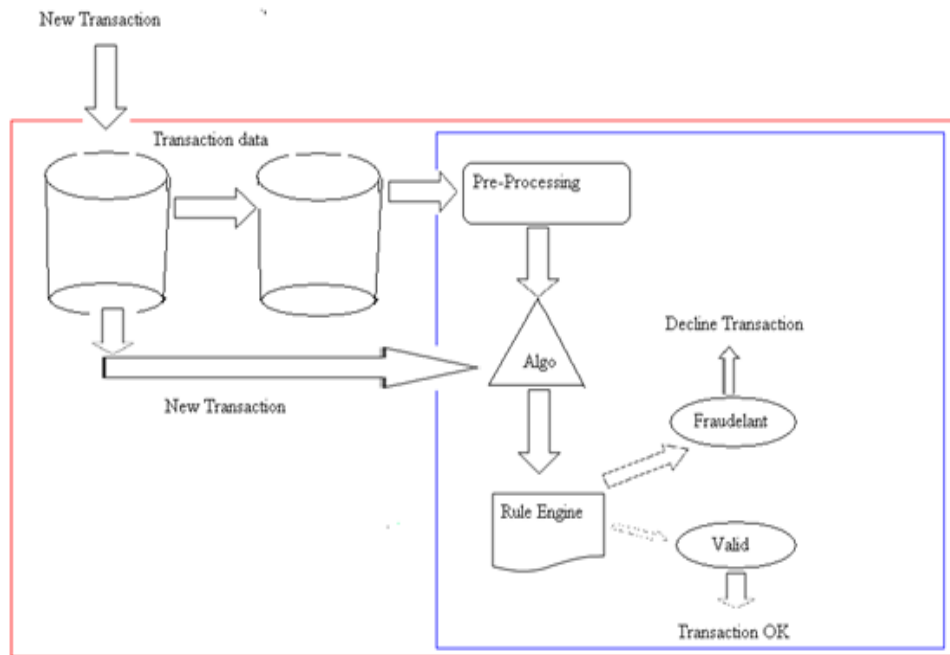 New Transaction
Transaction data
Pre-Processing
Algo
New Transaction
Decline Transaction
Fraudelant
Rule Engine
Valid
Transaction OK